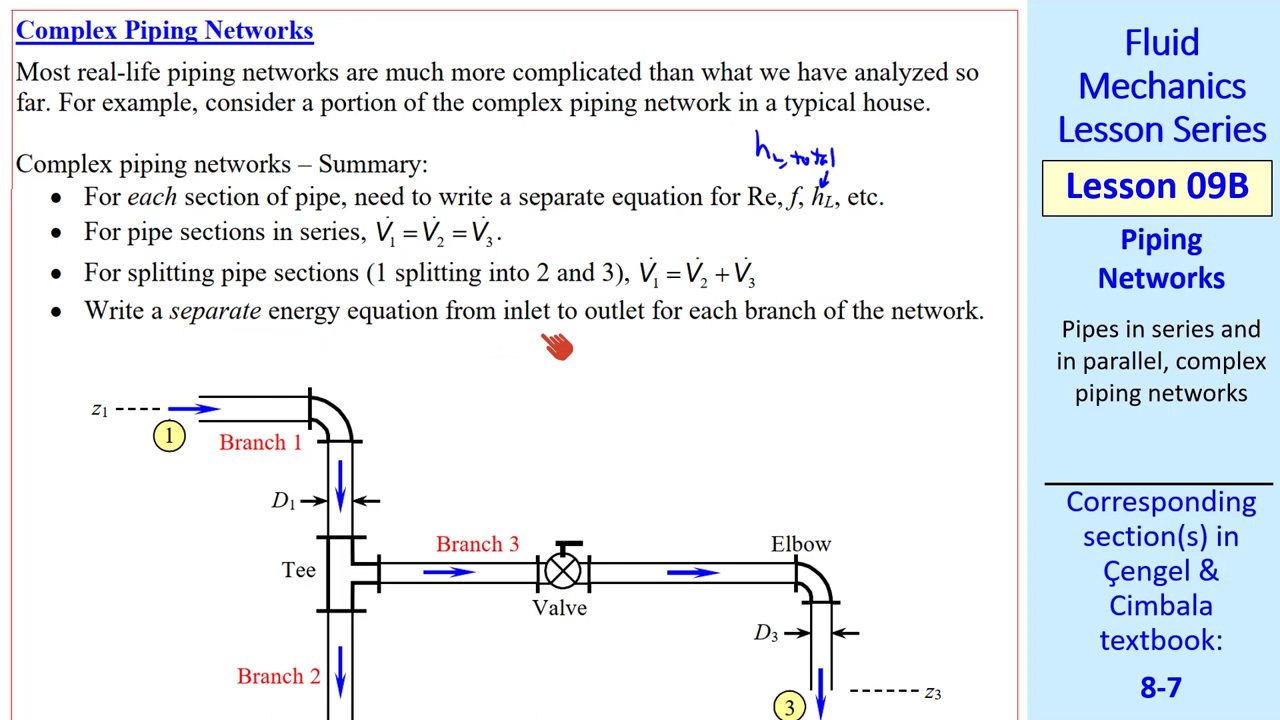 Complex Piping Networks
Most real-life piping networks are much more complicated than what we have analyzed so
far. For example, consider a portion of the complex piping network in a typical house.
h_L, total
Complex piping networks – Summary:
• For each section of pipe, need to write a separate equation for Re, f, h_L, etc.
• For pipe sections in series, V̇₁ = V̇₂ = V̇₃.
• For splitting pipe sections (1 splitting into 2 and 3), V̇₁ = V̇₂ + V̇₃
• Write a separate energy equation from inlet to outlet for each branch of the network.
z₁
1
Branch 1
D₁
Tee
Branch 3
Valve
Elbow
D₃
Branch 2
z₃
3
Fluid
Mechanics
Lesson Series
Lesson 09B
Piping
Networks
Pipes in series and
in parallel, complex
piping networks
Corresponding
section(s) in
Çengel &
Cimbala
textbook:
8-7